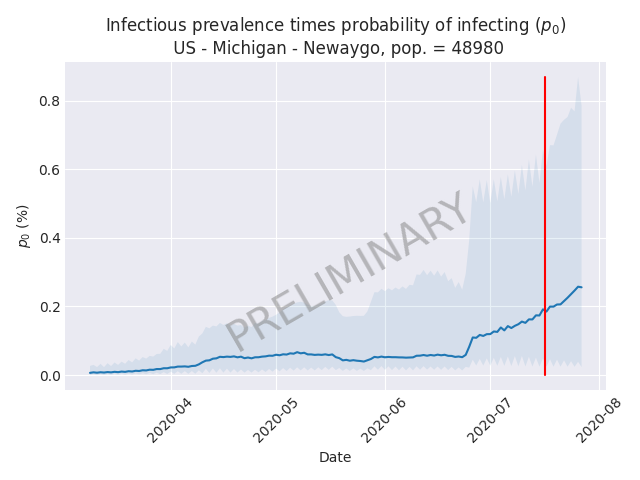 Infectious prevalence times probability of infecting (p₀)
US - Michigan - Newaygo, pop. = 48980
0.8
0.6
0.4
0.2
0.0
p₀ (%)
PRELIMINARY
2020-04
2020-05
2020-06
2020-07
2020-08
Date